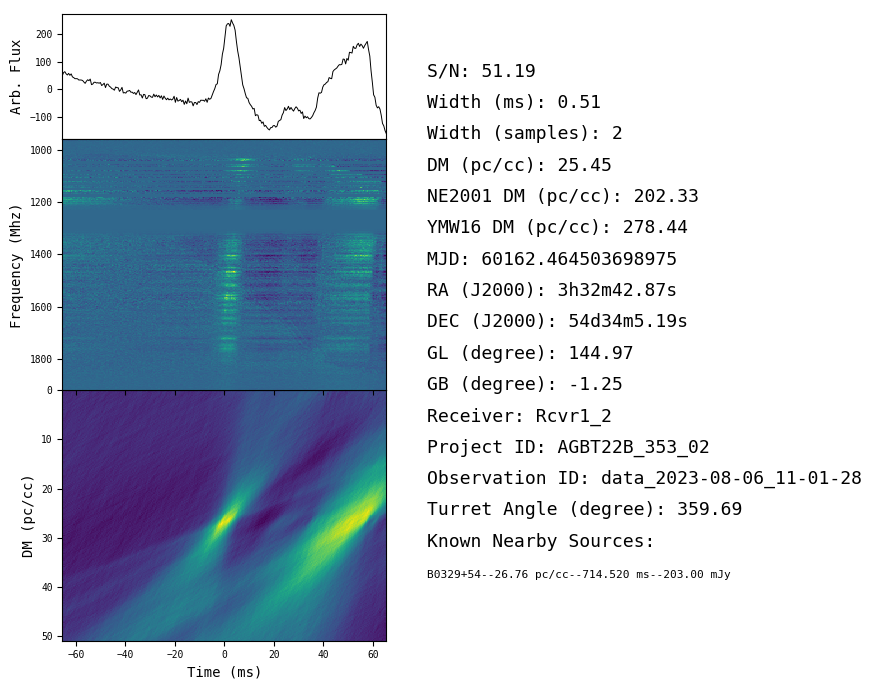 200
100
0
−100
Arb. Flux
1000
1200
1400
1600
1800
Frequency (Mhz)
0
10
20
30
40
50
DM (pc/cc)
−60 −40 −20 0 20 40 60
Time (ms)
S/N: 51.19
Width (ms): 0.51
Width (samples): 2
DM (pc/cc): 25.45
NE2001 DM (pc/cc): 202.33
YMW16 DM (pc/cc): 278.44
MJD: 60162.464503698975
RA (J2000): 3h32m42.87s
DEC (J2000): 54d34m5.19s
GL (degree): 144.97
GB (degree): -1.25
Receiver: Rcvr1_2
Project ID: AGBT22B_353_02
Observation ID: data_2023-08-06_11-01-28
Turret Angle (degree): 359.69
Known Nearby Sources:
B0329+54--26.76 pc/cc--714.520 ms--203.00 mJy